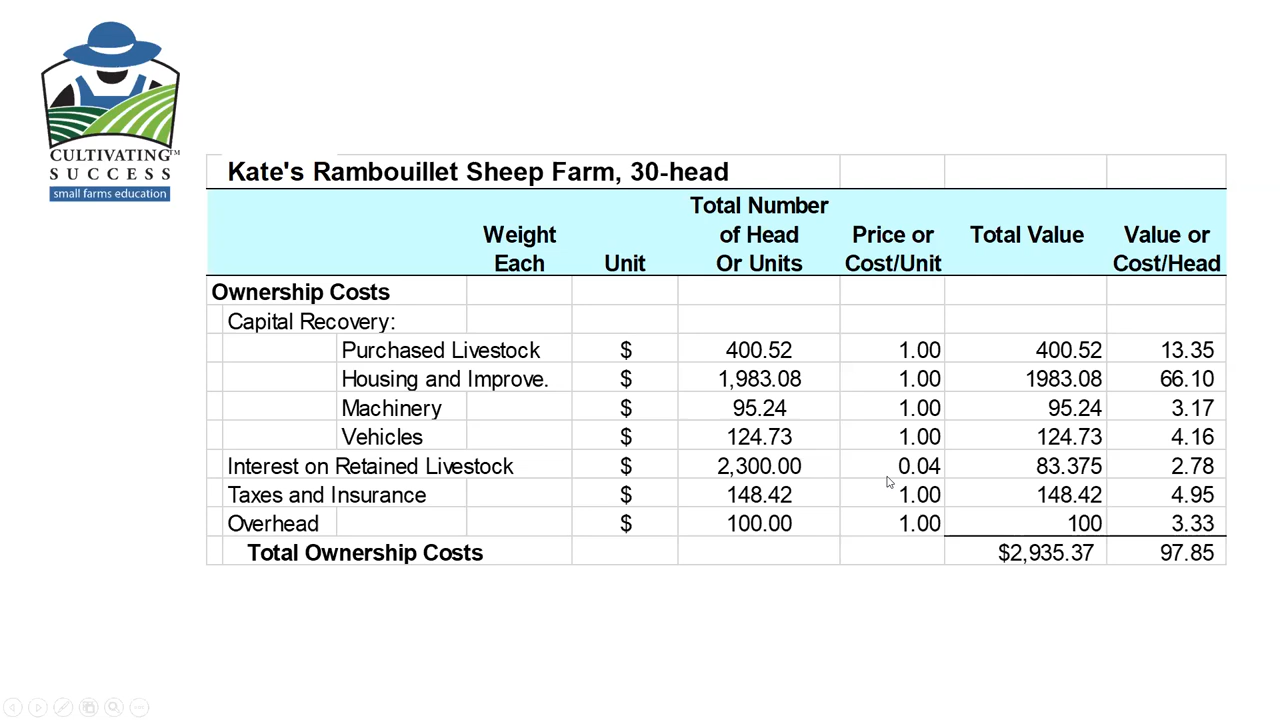 CULTIVATING™
SUCCESS
small farms education
Kate's Rambouillet Sheep Farm, 30-head
Weight Each Unit Total Number of Head Or Units Price or Cost/Unit Total Value Value or Cost/Head
Ownership Costs
Capital Recovery:
Purchased Livestock $ 400.52 1.00 400.52 13.35
Housing and Improve. $ 1,983.08 1.00 1983.08 66.10
Machinery $ 95.24 1.00 95.24 3.17
Vehicles $ 124.73 1.00 124.73 4.16
Interest on Retained Livestock $ 2,300.00 0.04 83.375 2.78
Taxes and Insurance $ 148.42 1.00 148.42 4.95
Overhead $ 100.00 1.00 100 3.33
Total Ownership Costs $2,935.37 97.85